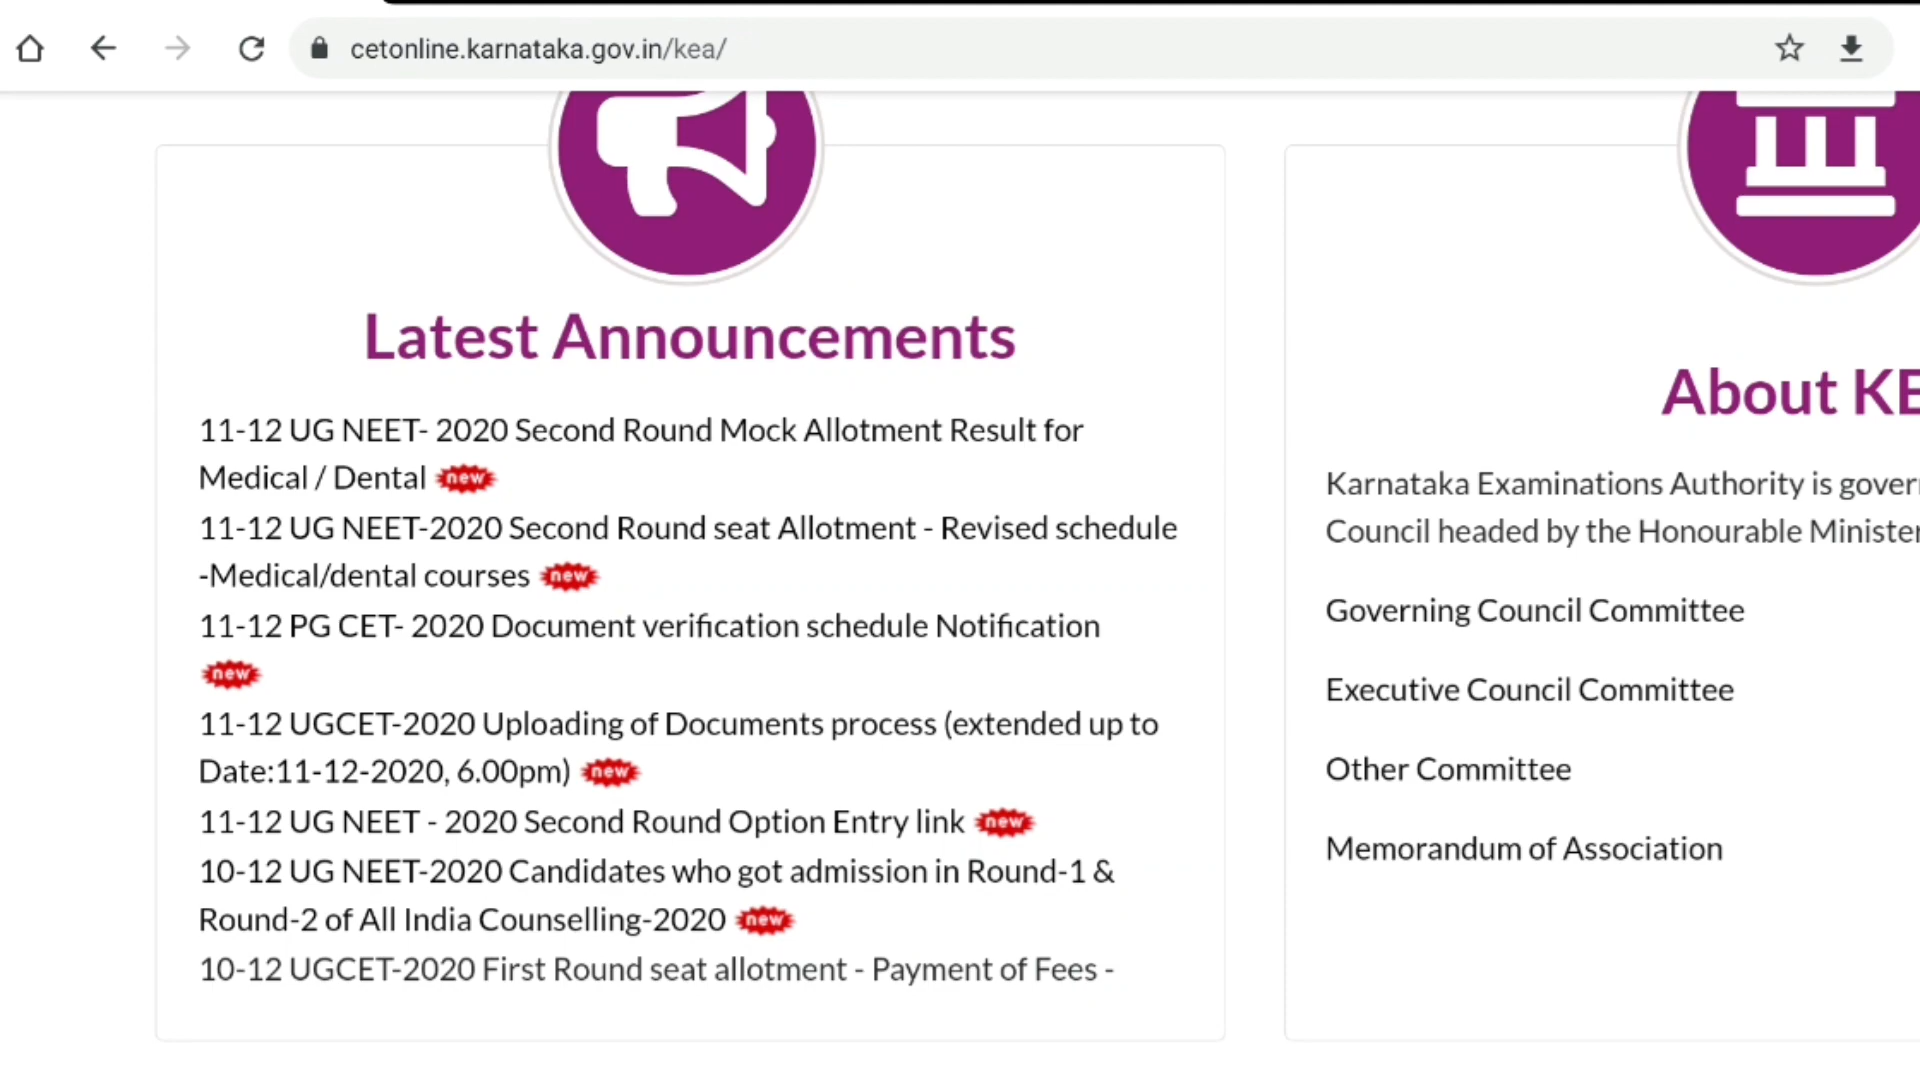 cetonline.karnataka.gov.in/kea/
Latest Announcements
11-12 UG NEET- 2020 Second Round Mock Allotment Result for
Medical / Dental new
11-12 UG NEET-2020 Second Round seat Allotment - Revised schedule
-Medical/dental courses new
11-12 PG CET- 2020 Document verification schedule Notification
new
11-12 UGCET-2020 Uploading of Documents process (extended up to
Date:11-12-2020, 6.00pm) new
11-12 UG NEET - 2020 Second Round Option Entry link new
10-12 UG NEET-2020 Candidates who got admission in Round-1 &
Round-2 of All India Counselling-2020 new
10-12 UGCET-2020 First Round seat allotment - Payment of Fees -
About
Karnataka Examinations Authority is
Council headed by the Honourable Minister
Governing Council Committee
Executive Council Committee
Other Committee
Memorandum of Association